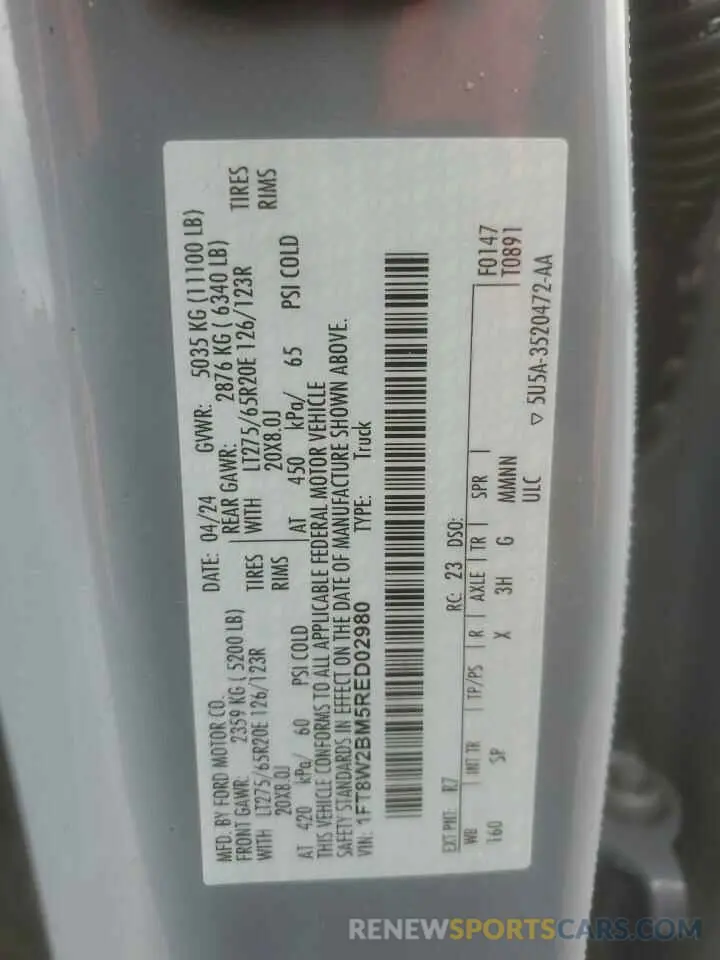 MFD. BY FORD MOTOR CO.
DATE: 04/24 GVWR: 5035 KG (11100 LB)
FRONT GAWR: 2359 KG ( 5200 LB) REAR GAWR: 2876 KG ( 6340 LB)
WITH LT275/65R20E 126/123R TIRES WITH LT275/65R20E 126/123R TIRES
20X8.0J RIMS 20X8.0J RIMS
AT 420 kPa/ 60 PSI COLD AT 450 kPa/ 65 PSI COLD
THIS VEHICLE CONFORMS TO ALL APPLICABLE FEDERAL MOTOR VEHICLE
SAFETY STANDARDS IN EFFECT ON THE DATE OF MANUFACTURE SHOWN ABOVE.
VIN: 1FT8W2BM5RED02980 TYPE: Truck
EXT PNT: R7 RC: 23 DSO: F0147
WB INT TR TP/PS R AXLE TR SPR T0891
160 SP X 3H G MMNN
ULC
▽ 5U5A-3520472-AA
RENEWSPORTSCARS.COM